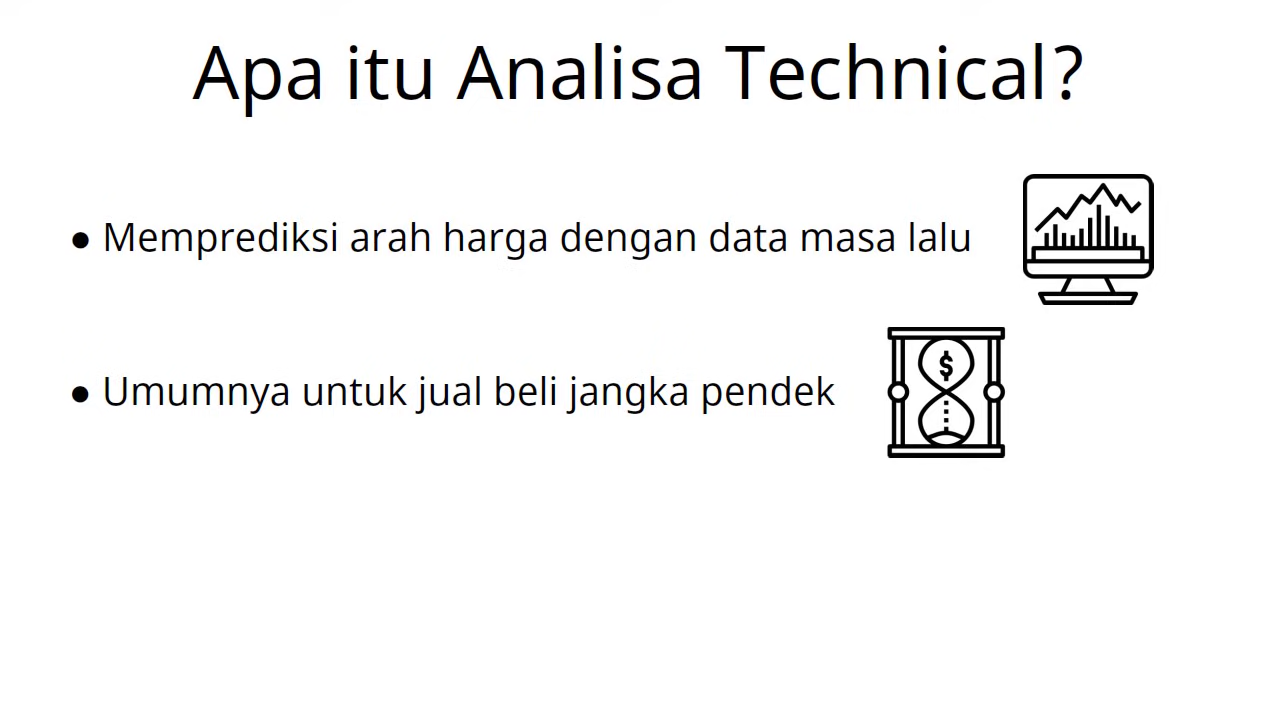 Apa itu Analisa Technical?
● Memprediksi arah harga dengan data masa lalu
● Umumnya untuk jual beli jangka pendek
$